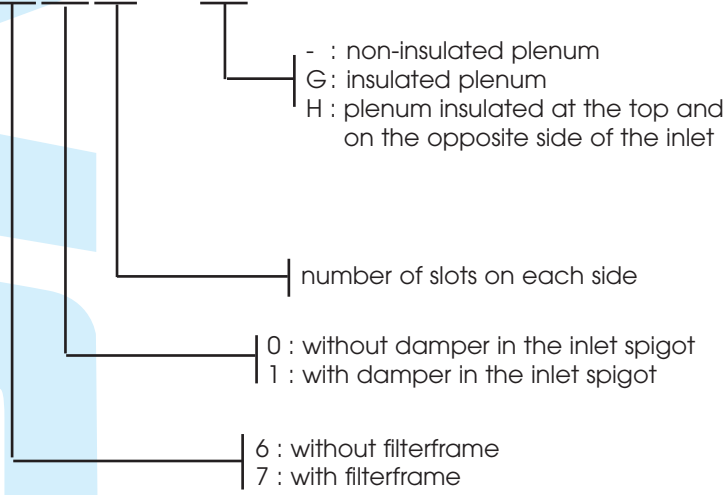 - : non-insulated plenum
G : insulated plenum
H : plenum insulated at the top and
on the opposite side of the inlet
number of slots on each side
0 : without damper in the inlet spigot
1 : with damper in the inlet spigot
6 : without filterframe
7 : with filterframe